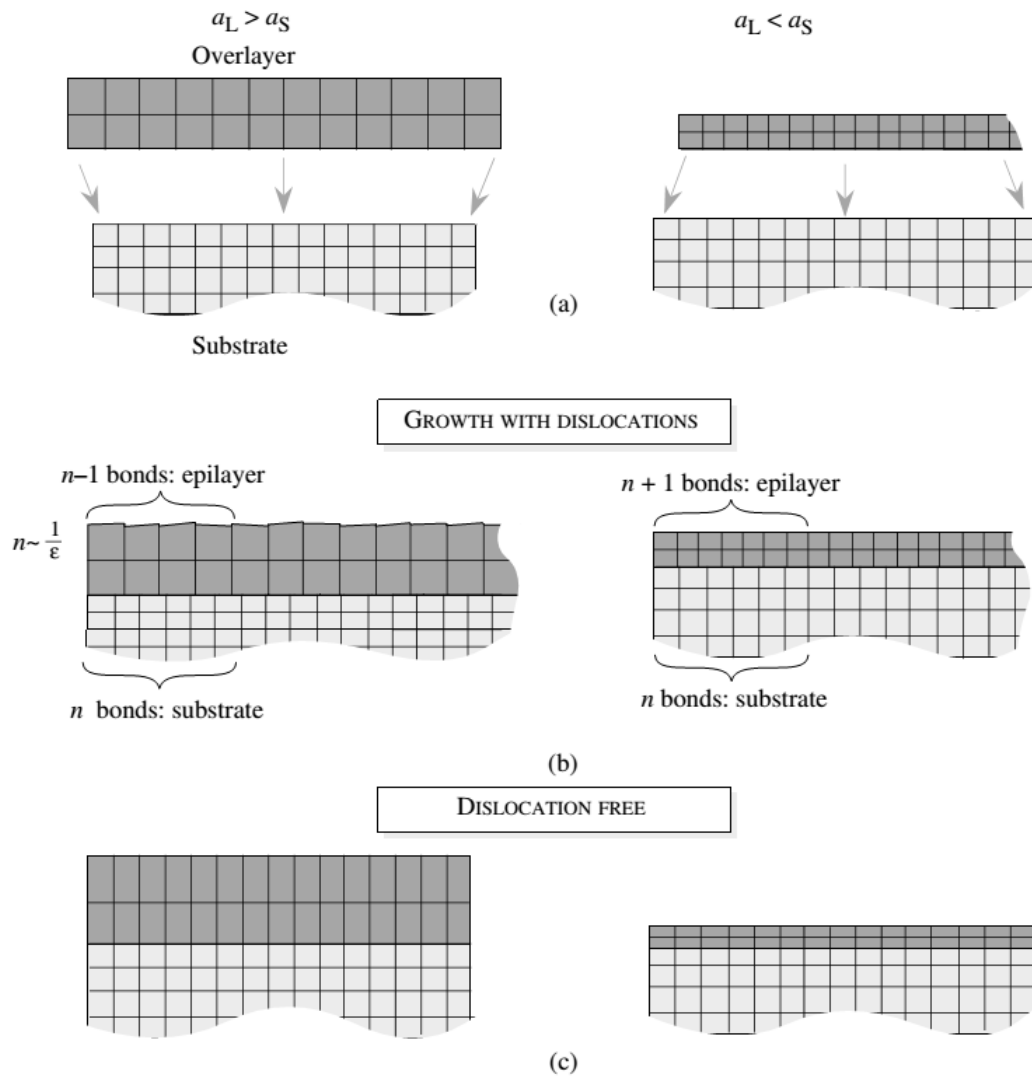 a_L > a_S
Overlayer
a_L < a_S
(a)
Substrate
GROWTH WITH DISLOCATIONS
n–1 bonds: epilayer
n~ 1/ε
n bonds: substrate
n + 1 bonds: epilayer
n bonds: substrate
(b)
DISLOCATION FREE
(c)